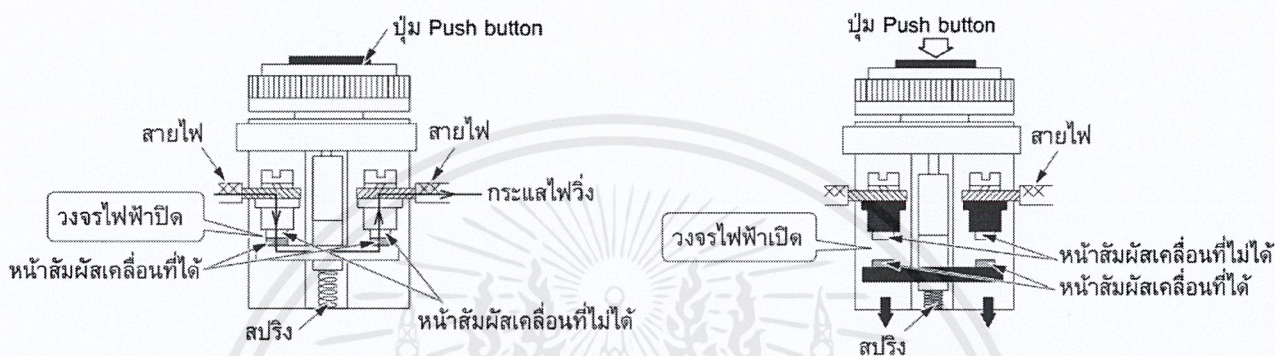 ปุ่ม Push button
สายไฟ
สายไฟ
กระแสไฟวิ่ง
วงจรไฟฟ้าปิด
หน้าสัมผัสเคลื่อนที่ได้
หน้าสัมผัสเคลื่อนที่ไม่ได้
สปริง
ปุ่ม Push button
สายไฟ
วงจรไฟฟ้าเปิด
หน้าสัมผัสเคลื่อนที่ไม่ได้
หน้าสัมผัสเคลื่อนที่ได้
สปริง